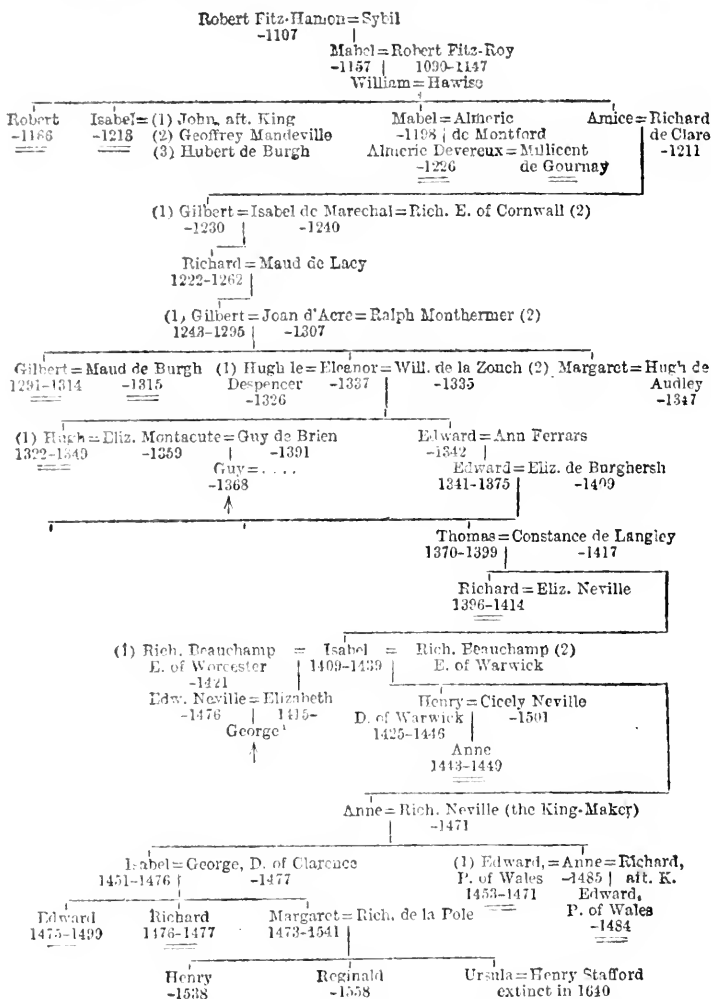 Robert Fitz-Hamon = Sybil
-1107
Mabel = Robert Fitz-Roy
-1157 1090-1147
William = Hawise
Robert Isabel = (1) John, aft. King Mabel = Almeric Amice = Richard
-1166 -1218 (2) Geoffrey Mandeville -1198 de Montford de Clare
(3) Hubert de Burgh Almeric Devereux = Millicent -1211
-1226 de Gournay
(1) Gilbert = Isabel de Marechal = Rich. E. of Cornwall (2)
-1230 -1240
Richard = Maud de Lacy
1222-1262
(1) Gilbert = Joan d'Acre = Ralph Monthermer (2)
1243-1295 -1307
Gilbert = Maud de Burgh (1) Hugh le = Eleanor = Will. de la Zouch (2) Margaret = Hugh de
1291-1314 -1315 Despencer -1337 -1335 Audley
-1326 -1347
(1) Hugh = Eliz. Montacute = Guy de Brien Edward = Ann Ferrars
1322-1349 -1359 -1391 -1342
Guy = .... Edward = Eliz. de Burghersh
-1368 1341-1375 -1409
Thomas = Constance de Langley
1370-1399 -1417
Richard = Eliz. Neville
1396-1414
(1) Rich. Beauchamp = Isabel = Rich. Beauchamp (2)
E. of Worcester 1409-1439 E. of Warwick
-1421
Edw. Neville = Elizabeth Henry = Cicely Neville
-1476 1415- D. of Warwick -1501
George¹ 1425-1446
Anne
1443-1449
Anne = Rich. Neville (the King-Maker)
-1471
Isabel = George, D. of Clarence (1) Edward, = Anne = Richard,
1451-1476 -1477 P. of Wales -1485 aft. K.
1453-1471 Edward,
Edward Richard Margaret = Rich. de la Pole P. of Wales
1475-1499 1476-1477 1473-1541 -1484
Henry Reginald Ursula = Henry Stafford
-1538 -1558 extinct in 1640